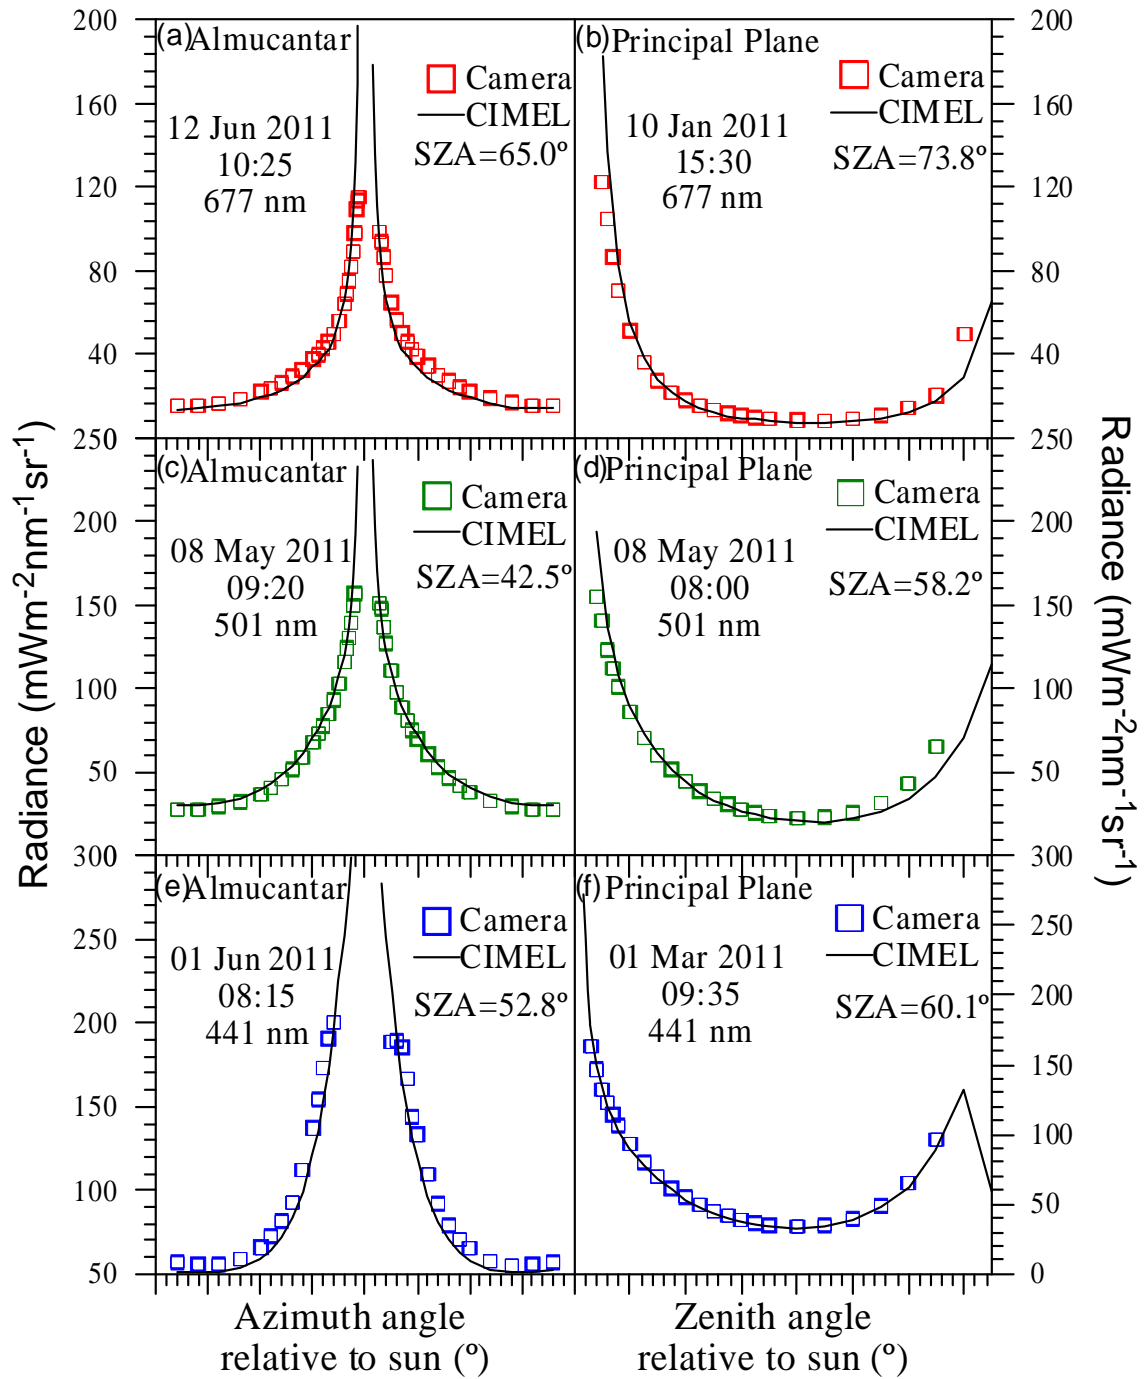 200
160
120
80
40
250
200
150
100
50
300
250
200
150
100
50
Radiance (mWm-2nm-1sr-1)
(a) Almucantar
Camera
CIMEL
SZA=65.0º
12 Jun 2011
10:25
677 nm
(b) Principal Plane
Camera
CIMEL
SZA=73.8º
10 Jan 2011
15:30
677 nm
(c) Almucantar
Camera
CIMEL
SZA=42.5º
08 May 2011
09:20
501 nm
(d) Principal Plane
Camera
CIMEL
SZA=58.2º
08 May 2011
08:00
501 nm
(e) Almucantar
Camera
CIMEL
SZA=52.8º
01 Jun 2011
08:15
441 nm
(f) Principal Plane
Camera
CIMEL
SZA=60.1º
01 Mar 2011
09:35
441 nm
200
160
120
80
40
250
200
150
100
50
300
250
200
150
100
50
0
Radiance (mWm-2nm-1sr-1)
Azimuth angle
relative to sun (º)
Zenith angle
relative to sun (º)